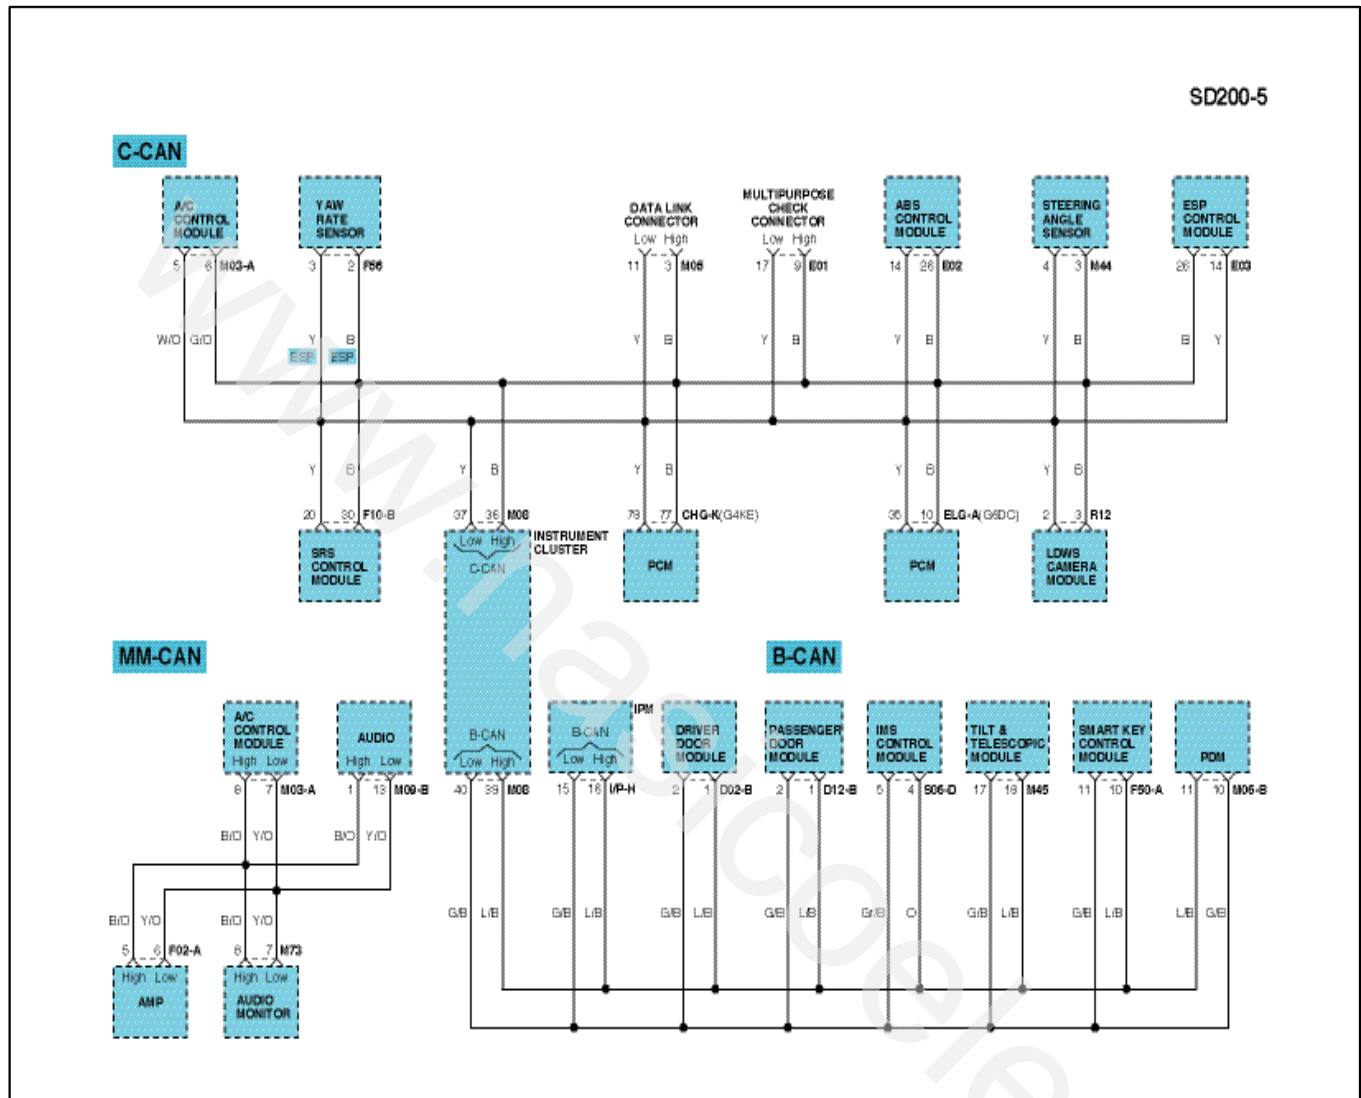 SD200-5
C-CAN
A/C
CONTROL
MODULE
YAW
RATE
SENSOR
DATA LINK
CONNECTOR
Low High
MULTIPURPOSE
CHECK
CONNECTOR
Low High
ABS
CONTROL
MODULE
STEERING
ANGLE
SENSOR
ESP
CONTROL
MODULE
5 6 M03-A
3 2 F56
11 3 M05
17 9 E01
14 26 E02
4 3 M44
26 14 E03
W/O G/O
Y B
Y B
Y B
Y B
Y B
B Y
ESP ESP
Y B
Y B
Y B
Y B
Y B
20 30 F10-B
37 36 M08
78 77 CHG-K(G4KE)
35 10 ELG-A(G6DC)
2 3 R12
SRS
CONTROL
MODULE
Low High
C-CAN
INSTRUMENT
CLUSTER
PCM
PCM
LDWS
CAMERA
MODULE
MM-CAN
B-CAN
A/C
CONTROL
MODULE
High Low
AUDIO
High Low
B-CAN
Low High
IPM
B-CAN
Low High
DRIVER
DOOR
MODULE
PASSENGER
DOOR
MODULE
IMS
CONTROL
MODULE
TILT &
TELESCOPIC
MODULE
SMART KEY
CONTROL
MODULE
PDM
8 7 M03-A
1 13 M09-B
40 39 M08
15 16 I/P-H
2 1 D02-B
2 1 D12-B
5 4 S06-D
17 18 M45
11 10 F50-A
11 10 M06-B
B/O Y/O
B/O Y/O
B/O Y/O
B/O Y/O
G/B L/B
G/B L/B
G/B L/B
G/B L/B
Gr/B O
G/B L/B
G/B L/B
L/B G/B
5 6 F02-A
6 7 M73
High Low
AMP
High Low
AUDIO
MONITOR